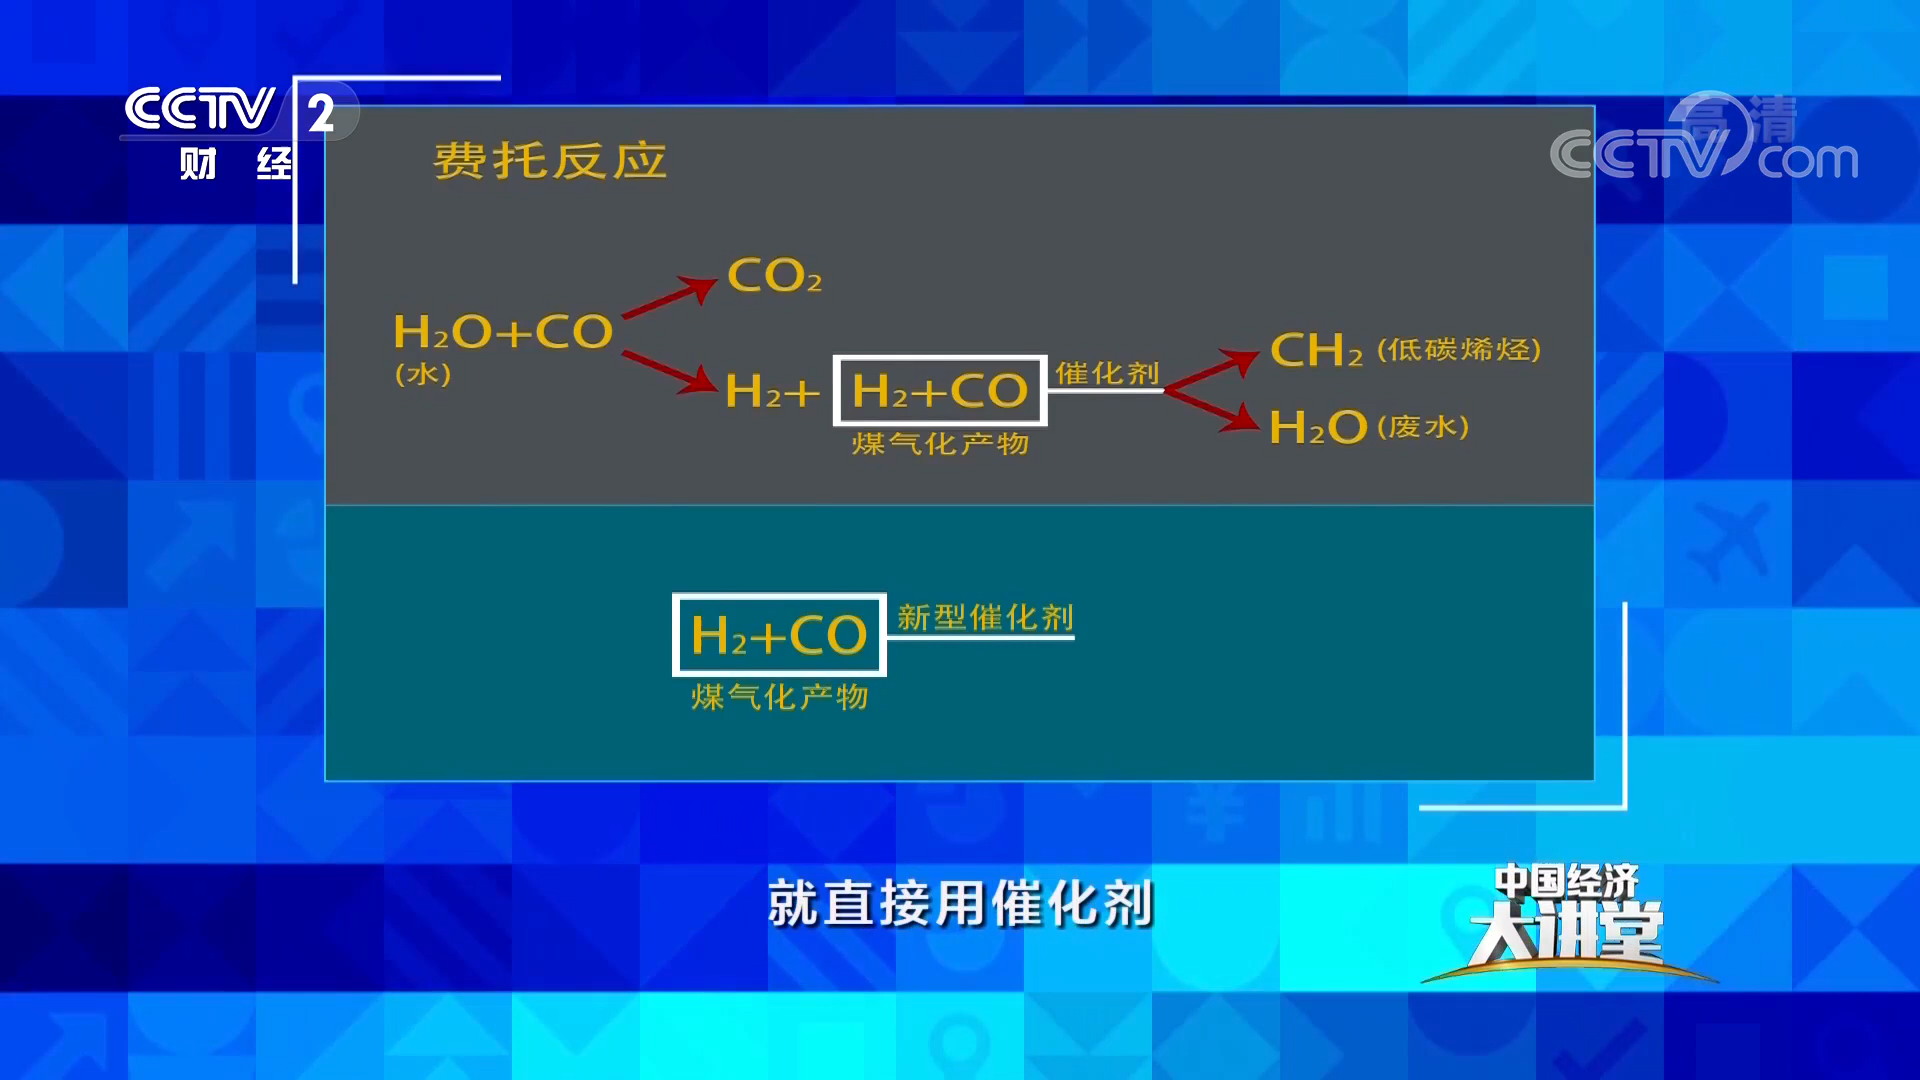 CCTV 2
财 经
高清
CCTV.com
费托反应
CO₂
H₂O+CO
(水)
H₂+ H₂+CO 催化剂
煤气化产物
CH₂ (低碳烯烃)
H₂O (废水)
H₂+CO 新型催化剂
煤气化产物
就直接用催化剂
中国经济
大讲堂